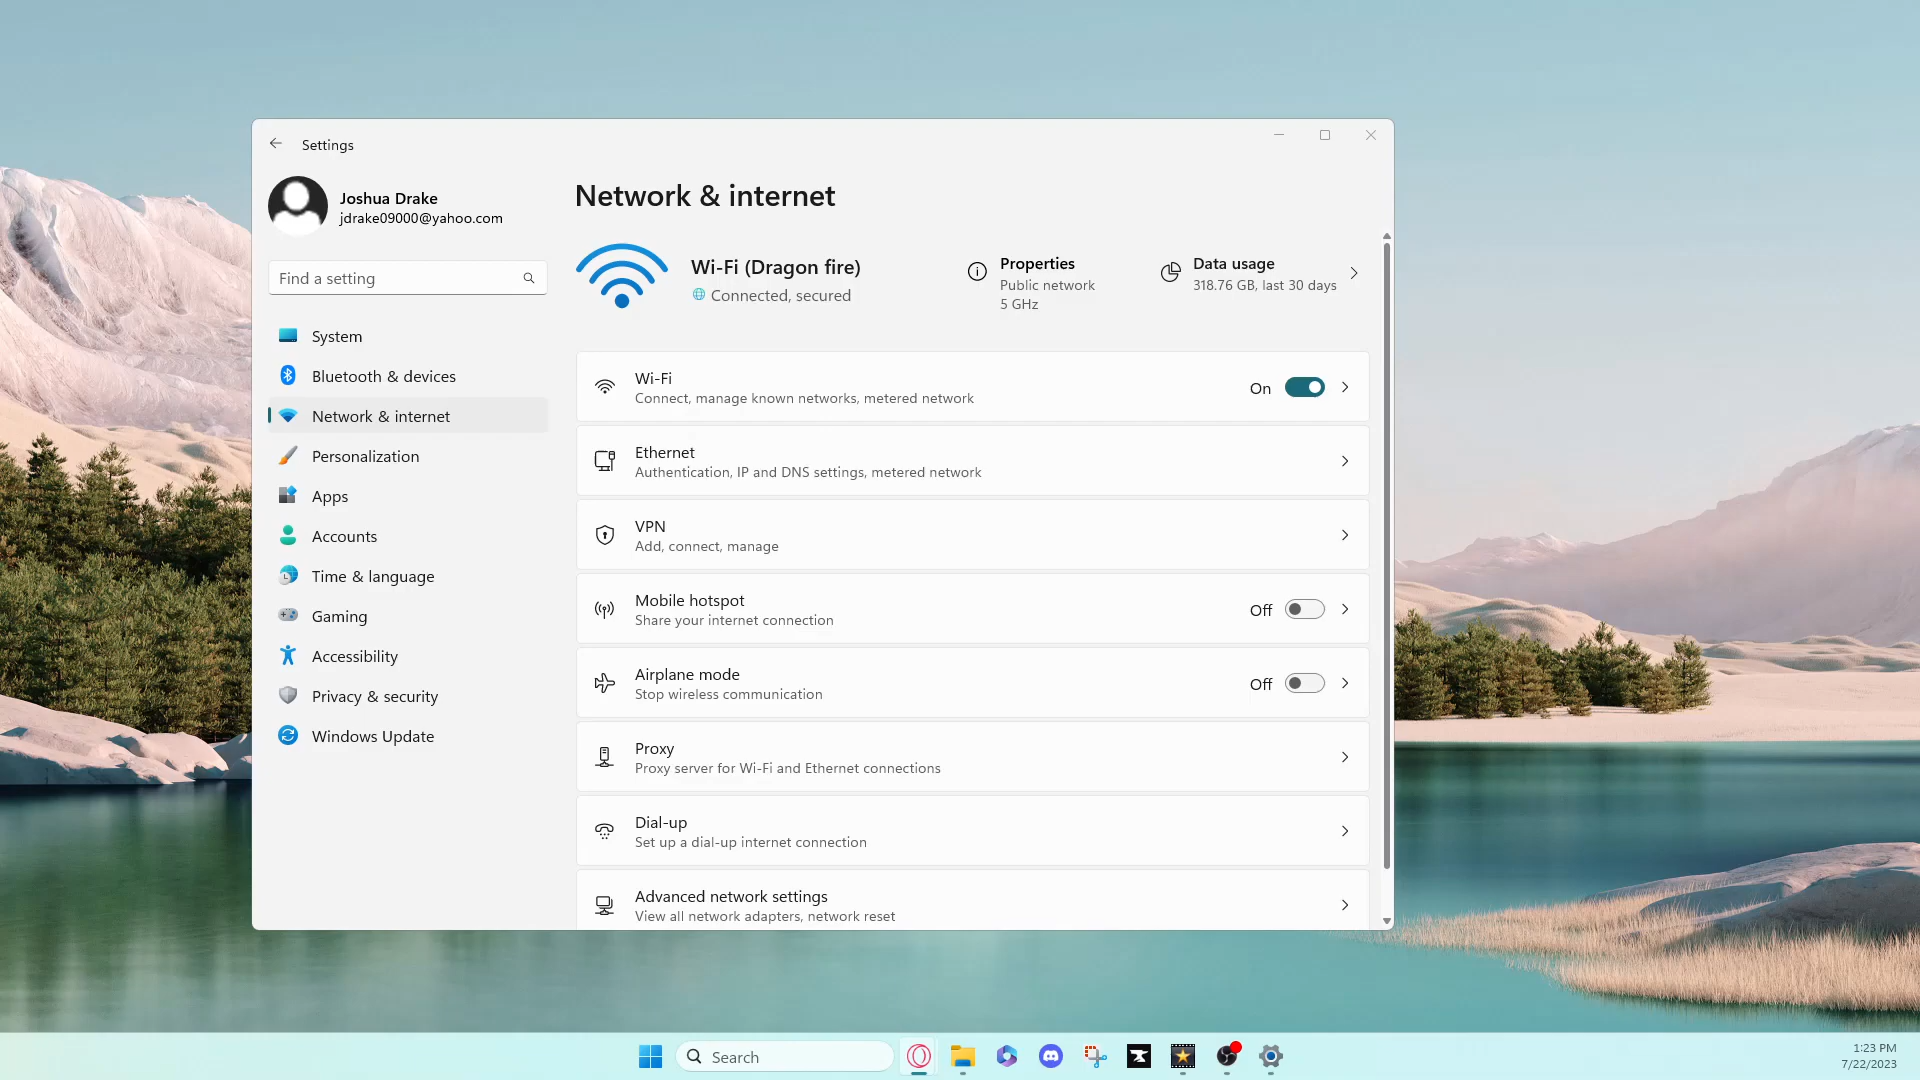 Settings
Joshua Drake
jdrake09000@yahoo.com
Find a setting
System
Bluetooth & devices
Network & internet
Personalization
Apps
Accounts
Time & language
Gaming
Accessibility
Privacy & security
Windows Update
Network & internet
Wi-Fi (Dragon fire)
Connected, secured
Properties
Public network
5 GHz
Data usage
318.76 GB, last 30 days
Wi-Fi
Connect, manage known networks, metered network
On
Ethernet
Authentication, IP and DNS settings, metered network
VPN
Add, connect, manage
Mobile hotspot
Share your internet connection
Off
Airplane mode
Stop wireless communication
Off
Proxy
Proxy server for Wi-Fi and Ethernet connections
Dial-up
Set up a dial-up internet connection
Advanced network settings
View all network adapters, network reset
Search
1:23 PM
7/22/2023